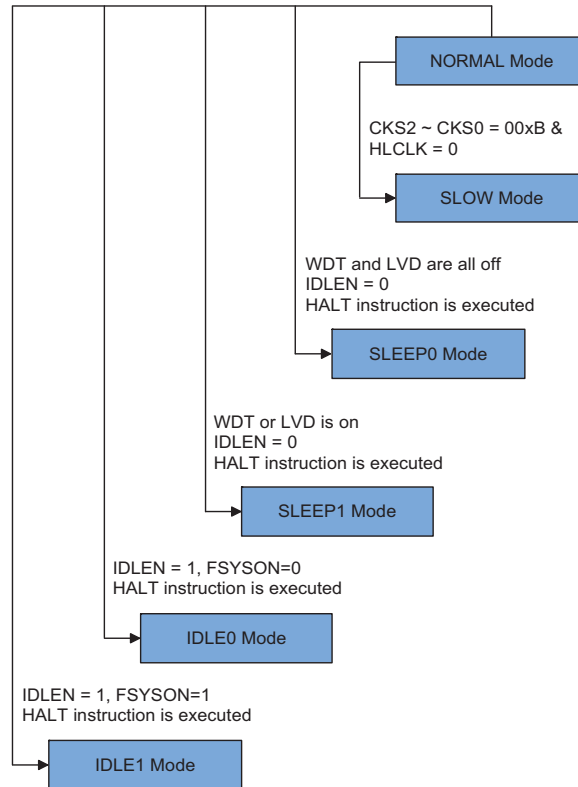 NORMAL Mode
CKS2 ~ CKS0 = 00xB &
HLCLK = 0
SLOW Mode
WDT and LVD are all off
IDLEN = 0
HALT instruction is executed
SLEEP0 Mode
WDT or LVD is on
IDLEN = 0
HALT instruction is executed
SLEEP1 Mode
IDLEN = 1, FSYSON=0
HALT instruction is executed
IDLE0 Mode
IDLEN = 1, FSYSON=1
HALT instruction is executed
IDLE1 Mode